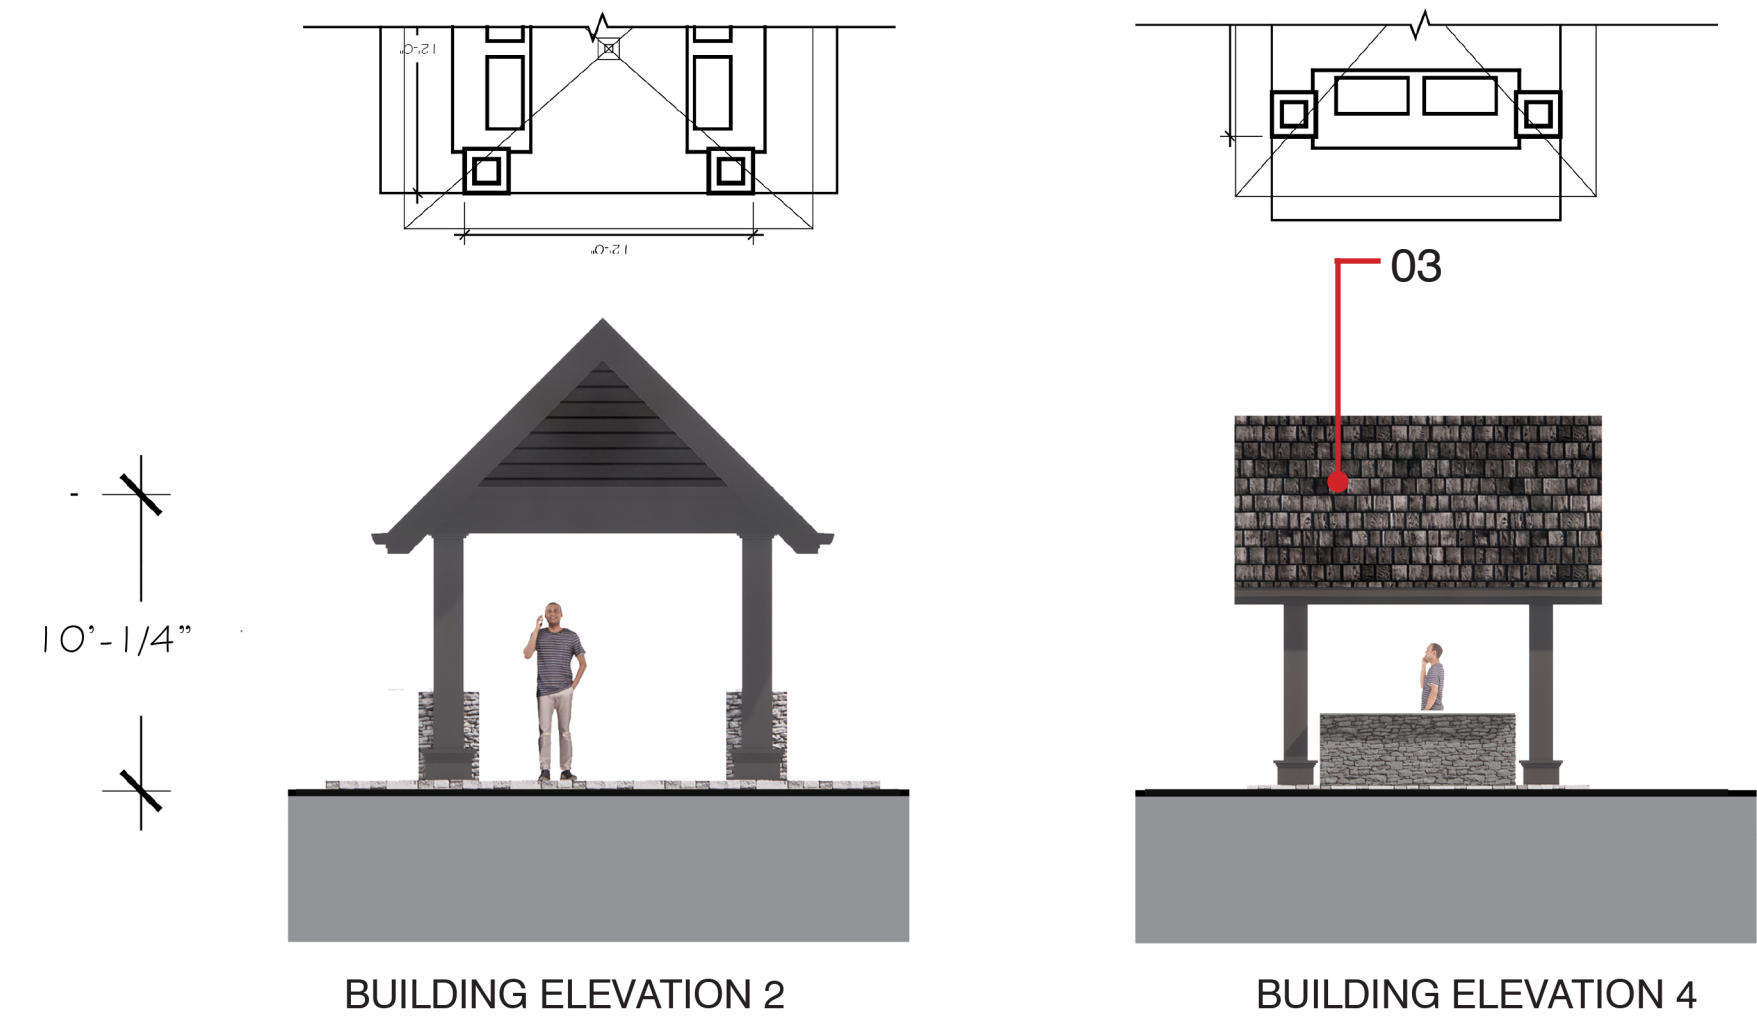 12'-0"
12'-0"
03
-
10'-1/4"
BUILDING ELEVATION 2
BUILDING ELEVATION 4